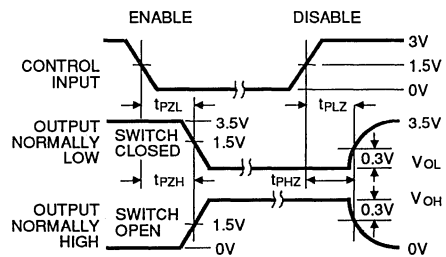 ENABLE
DISABLE
CONTROL
INPUT
3V
1.5V
0V
tPZL
tPLZ
OUTPUT
NORMALLY
LOW
SWITCH
CLOSED
3.5V
1.5V
3.5V
0.3V
VOL
tPZH
tPHZ
OUTPUT
NORMALLY
HIGH
SWITCH
OPEN
1.5V
0V
0.3V
VOH
0V